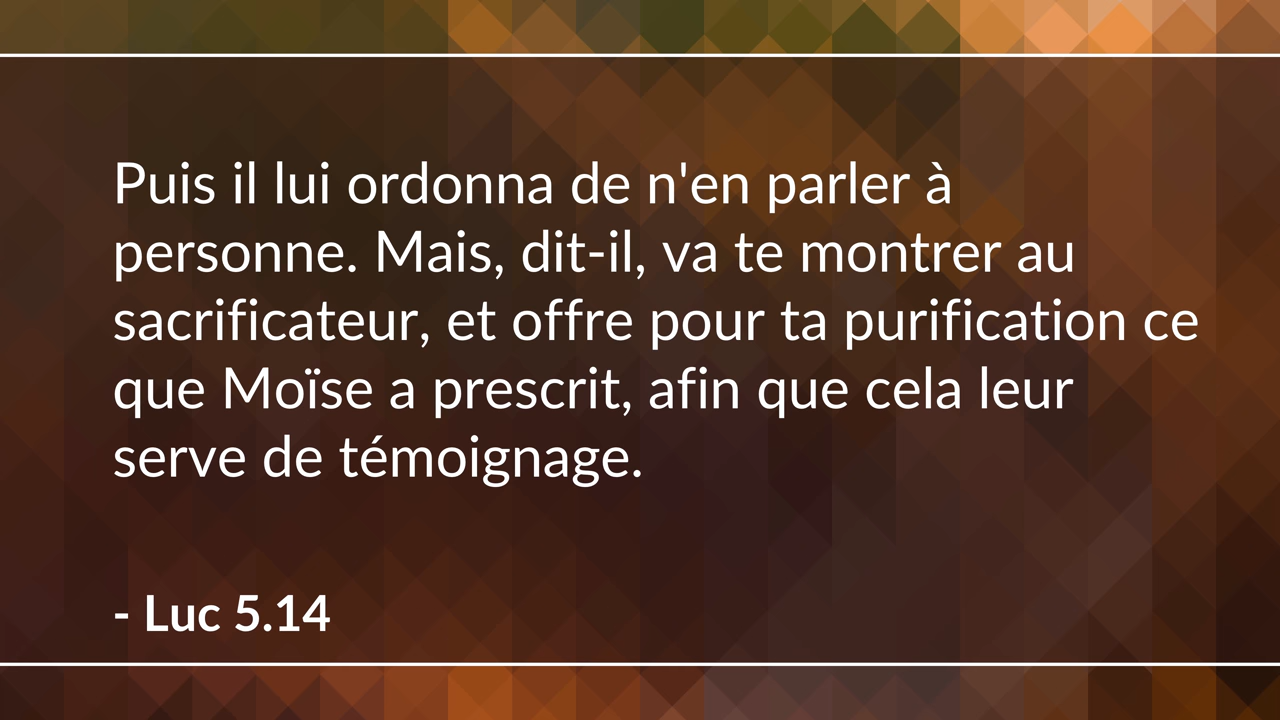 Puis il lui ordonna de n'en parler à
personne. Mais, dit-il, va te montrer au
sacrificateur, et offre pour ta purification ce
que Moïse a prescrit, afin que cela leur
serve de témoignage.
- Luc 5.14